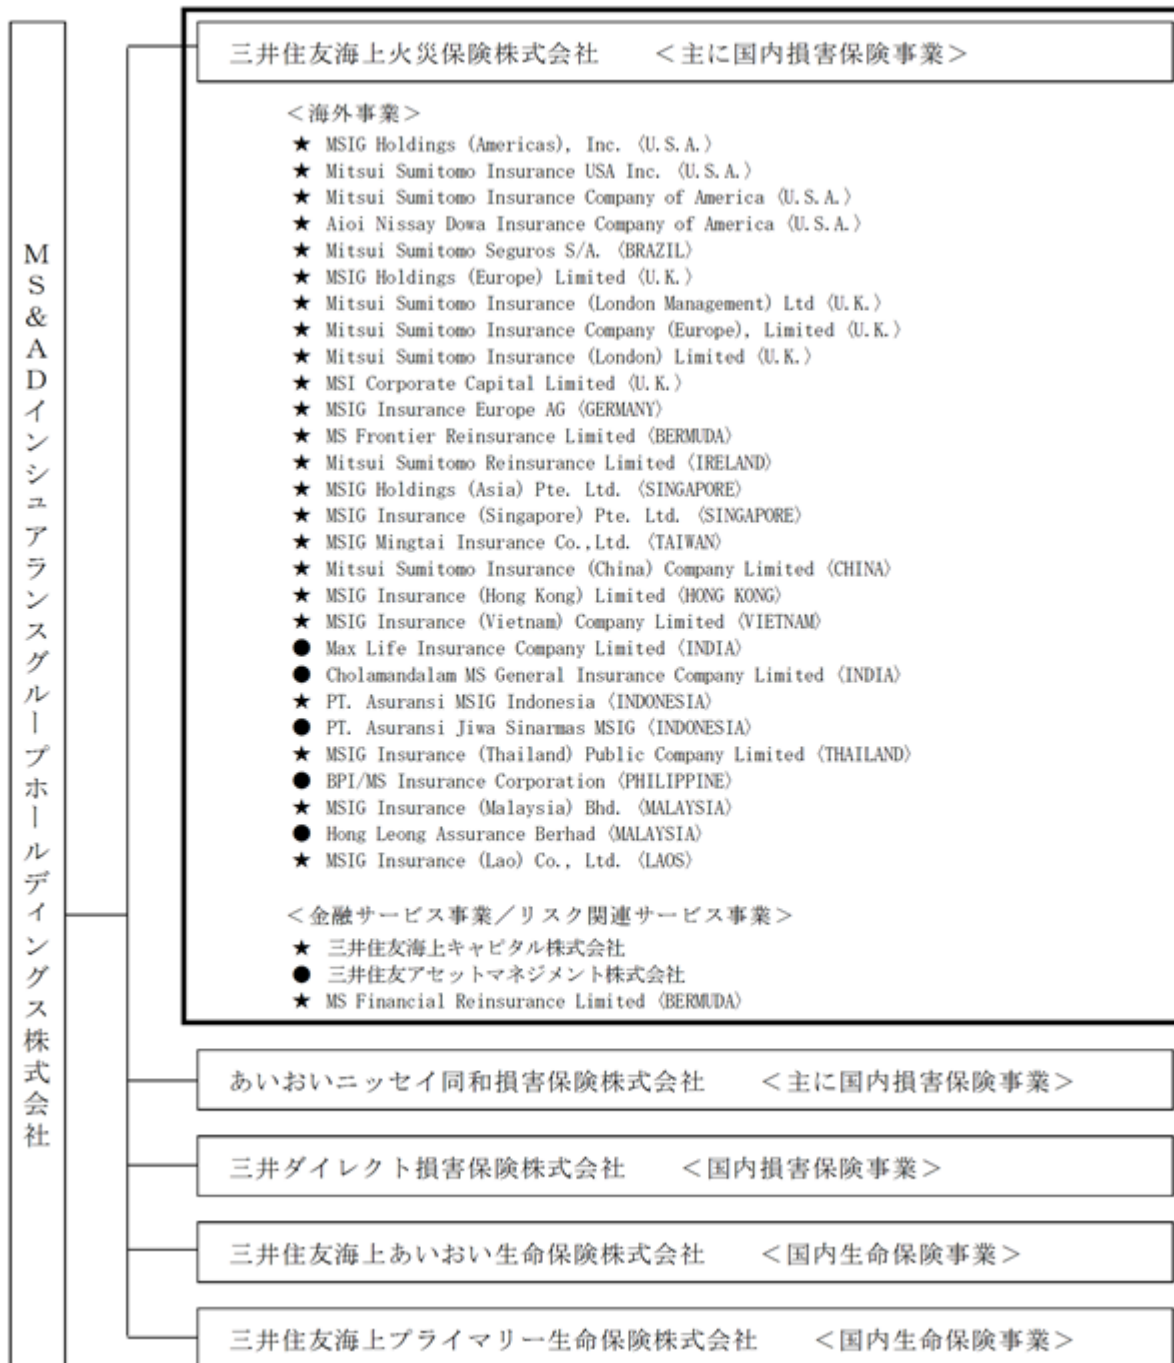 MS&ADインシュアランスグループホールディングス株式会社
三井住友海上火災保険株式会社 ＜主に国内損害保険事業＞
＜海外事業＞
★ MSIG Holdings (Americas), Inc. 〈U.S.A.〉
★ Mitsui Sumitomo Insurance USA Inc. 〈U.S.A.〉
★ Mitsui Sumitomo Insurance Company of America 〈U.S.A.〉
★ Aioi Nissay Dowa Insurance Company of America 〈U.S.A.〉
★ Mitsui Sumitomo Seguros S/A. 〈BRAZIL〉
★ MSIG Holdings (Europe) Limited 〈U.K.〉
★ Mitsui Sumitomo Insurance (London Management) Ltd 〈U.K.〉
★ Mitsui Sumitomo Insurance Company (Europe), Limited 〈U.K.〉
★ Mitsui Sumitomo Insurance (London) Limited 〈U.K.〉
★ MSI Corporate Capital Limited 〈U.K.〉
★ MSIG Insurance Europe AG 〈GERMANY〉
★ MS Frontier Reinsurance Limited 〈BERMUDA〉
★ Mitsui Sumitomo Reinsurance Limited 〈IRELAND〉
★ MSIG Holdings (Asia) Pte. Ltd. 〈SINGAPORE〉
★ MSIG Insurance (Singapore) Pte. Ltd. 〈SINGAPORE〉
★ MSIG Mingtai Insurance Co.,Ltd. 〈TAIWAN〉
★ Mitsui Sumitomo Insurance (China) Company Limited 〈CHINA〉
★ MSIG Insurance (Hong Kong) Limited 〈HONG KONG〉
★ MSIG Insurance (Vietnam) Company Limited 〈VIETNAM〉
● Max Life Insurance Company Limited 〈INDIA〉
● Cholamandalam MS General Insurance Company Limited 〈INDIA〉
★ PT. Asuransi MSIG Indonesia 〈INDONESIA〉
● PT. Asuransi Jiwa Sinarmas MSIG 〈INDONESIA〉
★ MSIG Insurance (Thailand) Public Company Limited 〈THAILAND〉
● BPI/MS Insurance Corporation 〈PHILIPPINE〉
★ MSIG Insurance (Malaysia) Bhd. 〈MALAYSIA〉
● Hong Leong Assurance Berhad 〈MALAYSIA〉
★ MSIG Insurance (Lao) Co., Ltd. 〈LAOS〉
＜金融サービス事業／リスク関連サービス事業＞
★ 三井住友海上キャピタル株式会社
● 三井住友アセットマネジメント株式会社
★ MS Financial Reinsurance Limited 〈BERMUDA〉
あいおいニッセイ同和損害保険株式会社 ＜主に国内損害保険事業＞
三井ダイレクト損害保険株式会社 ＜国内損害保険事業＞
三井住友海上あいおい生命保険株式会社 ＜国内生命保険事業＞
三井住友海上プライマリー生命保険株式会社 ＜国内生命保険事業＞